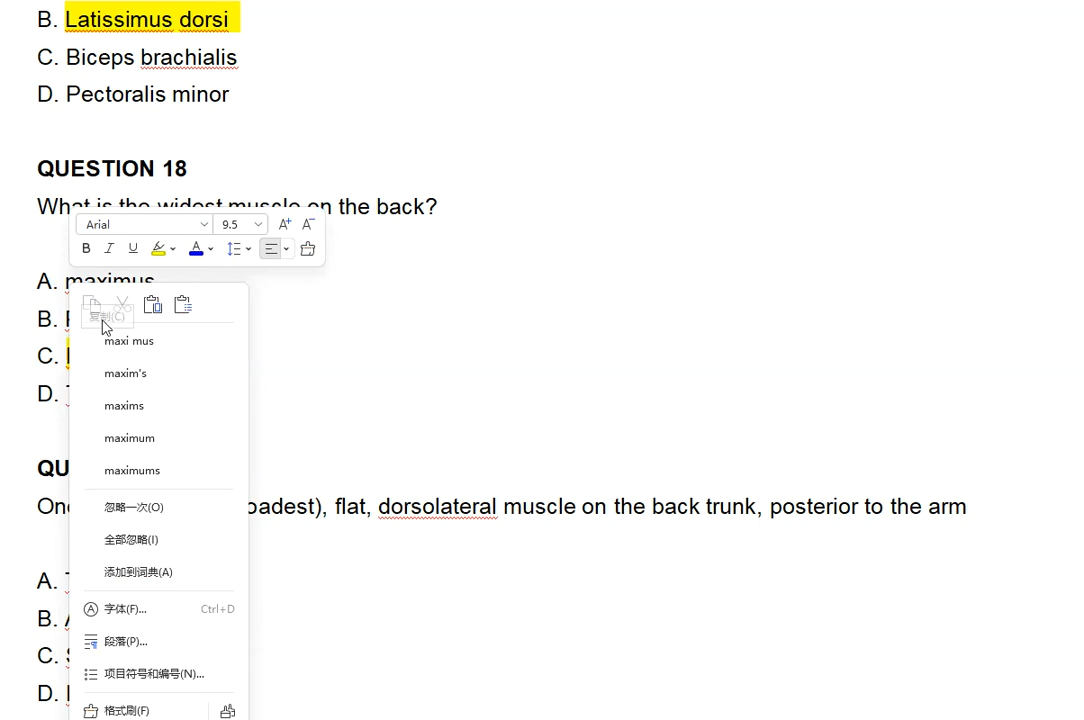 B. Latissimus dorsi
C. Biceps brachialis
D. Pectoralis minor
QUESTION 18
What is the widest muscle on the back?
Arial 9.5 A+ A-
B I U A
A. maximus
B.
复制(C)
maxi mus
C.
maxim's
D.
maxims
maximum
QU
maximums
忽略一次(O)
On oadest), flat, dorsolateral muscle on the back trunk, posterior to the arm
全部忽略(I)
添加到词典(A)
A.
字体(F)... Ctrl+D
B.
段落(P)...
C.
项目符号和编号(N)...
D.
格式刷(F)